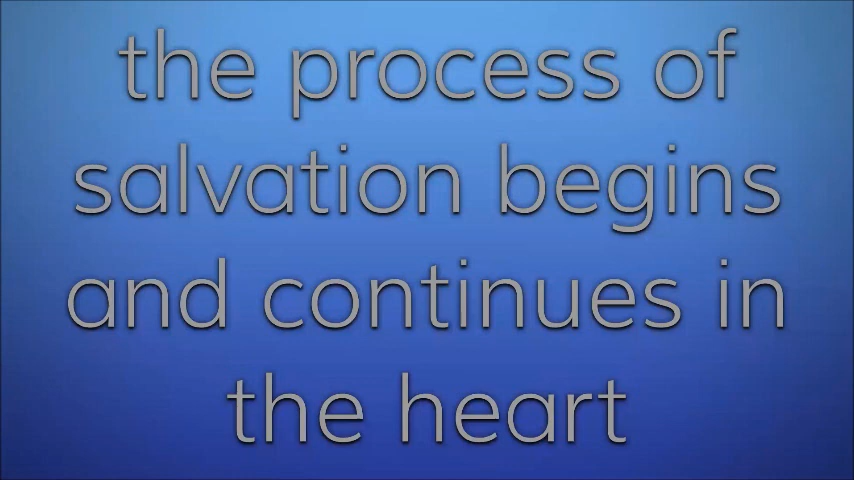 the process of
salvation begins
and continues in
the heart